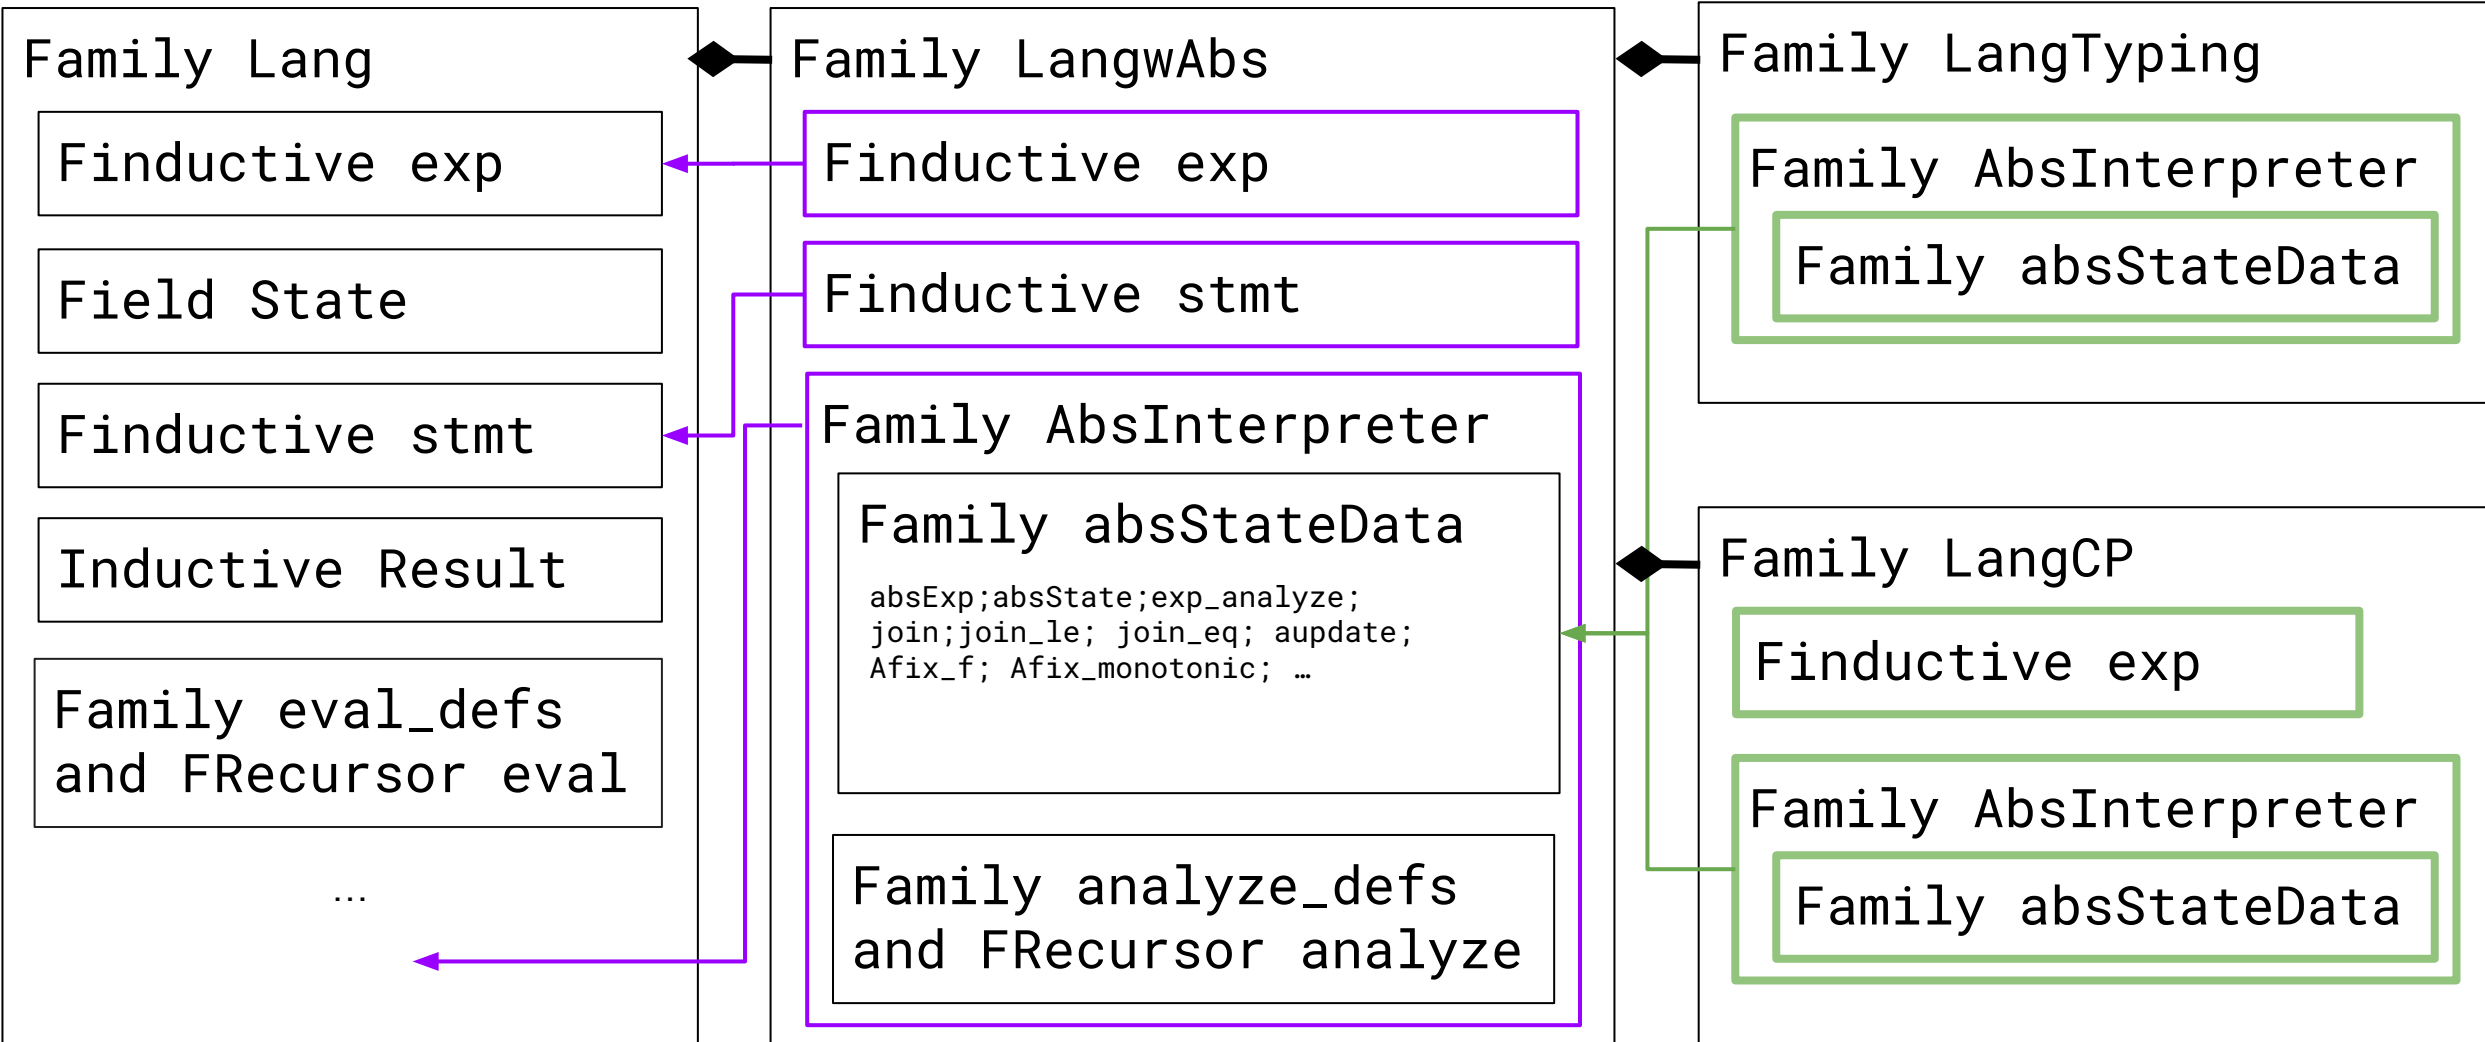 Family Lang
Finductive exp
Field State
Finductive stmt
Inductive Result
Family eval_defs
and FRecursor eval
...
Family LangwAbs
Finductive exp
Finductive stmt
Family AbsInterpreter
Family absStateData
absExp;absState;exp_analyze;
join;join_le; join_eq; aupdate;
Afix_f; Afix_monotonic; …
Family analyze_defs
and FRecursor analyze
Family LangTyping
Family AbsInterpreter
Family absStateData
Family LangCP
Finductive exp
Family AbsInterpreter
Family absStateData